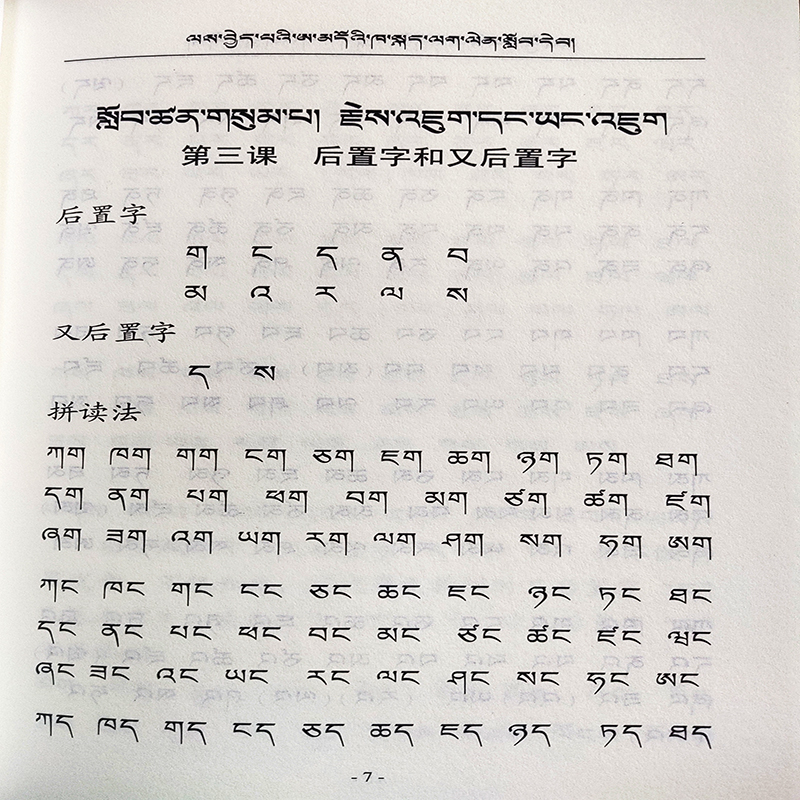 ལས་བྱེད་པའི་ཨ་མདོའི་ཁ་སྐད་ལག་ལེན་སློབ་དེབ།
སློབ་ཚན་གསུམ་པ། རྗེས་འཇུག་དང་ཡང་འཇུག
第三课 后置字和又后置字
后置字
ག ང ད ན བ
མ འ ར ལ ས
又后置字
ད ས
拼读法
ཀག ཁག གག ངག ཅག ཇག ཆག ཉག ཏག ཐག
དག ནག པག ཕག བག མག ཙག ཚག ཛག
ཞག ཟག འག ཡག རག ལག ཤག སག ཧག ཨག
ཀང ཁང གང ངང ཅང ཆང ཇང ཉང ཏང ཐང
དང ནང པང ཕང བང མང ཙང ཚང ཛང ཝང
ཞང ཟང འང ཡང རང ལང ཤང སང ཧང ཨང
ཀད ཁད གད ངད ཅད ཆད ཇད ཉད ཏད ཐད
- 7 -